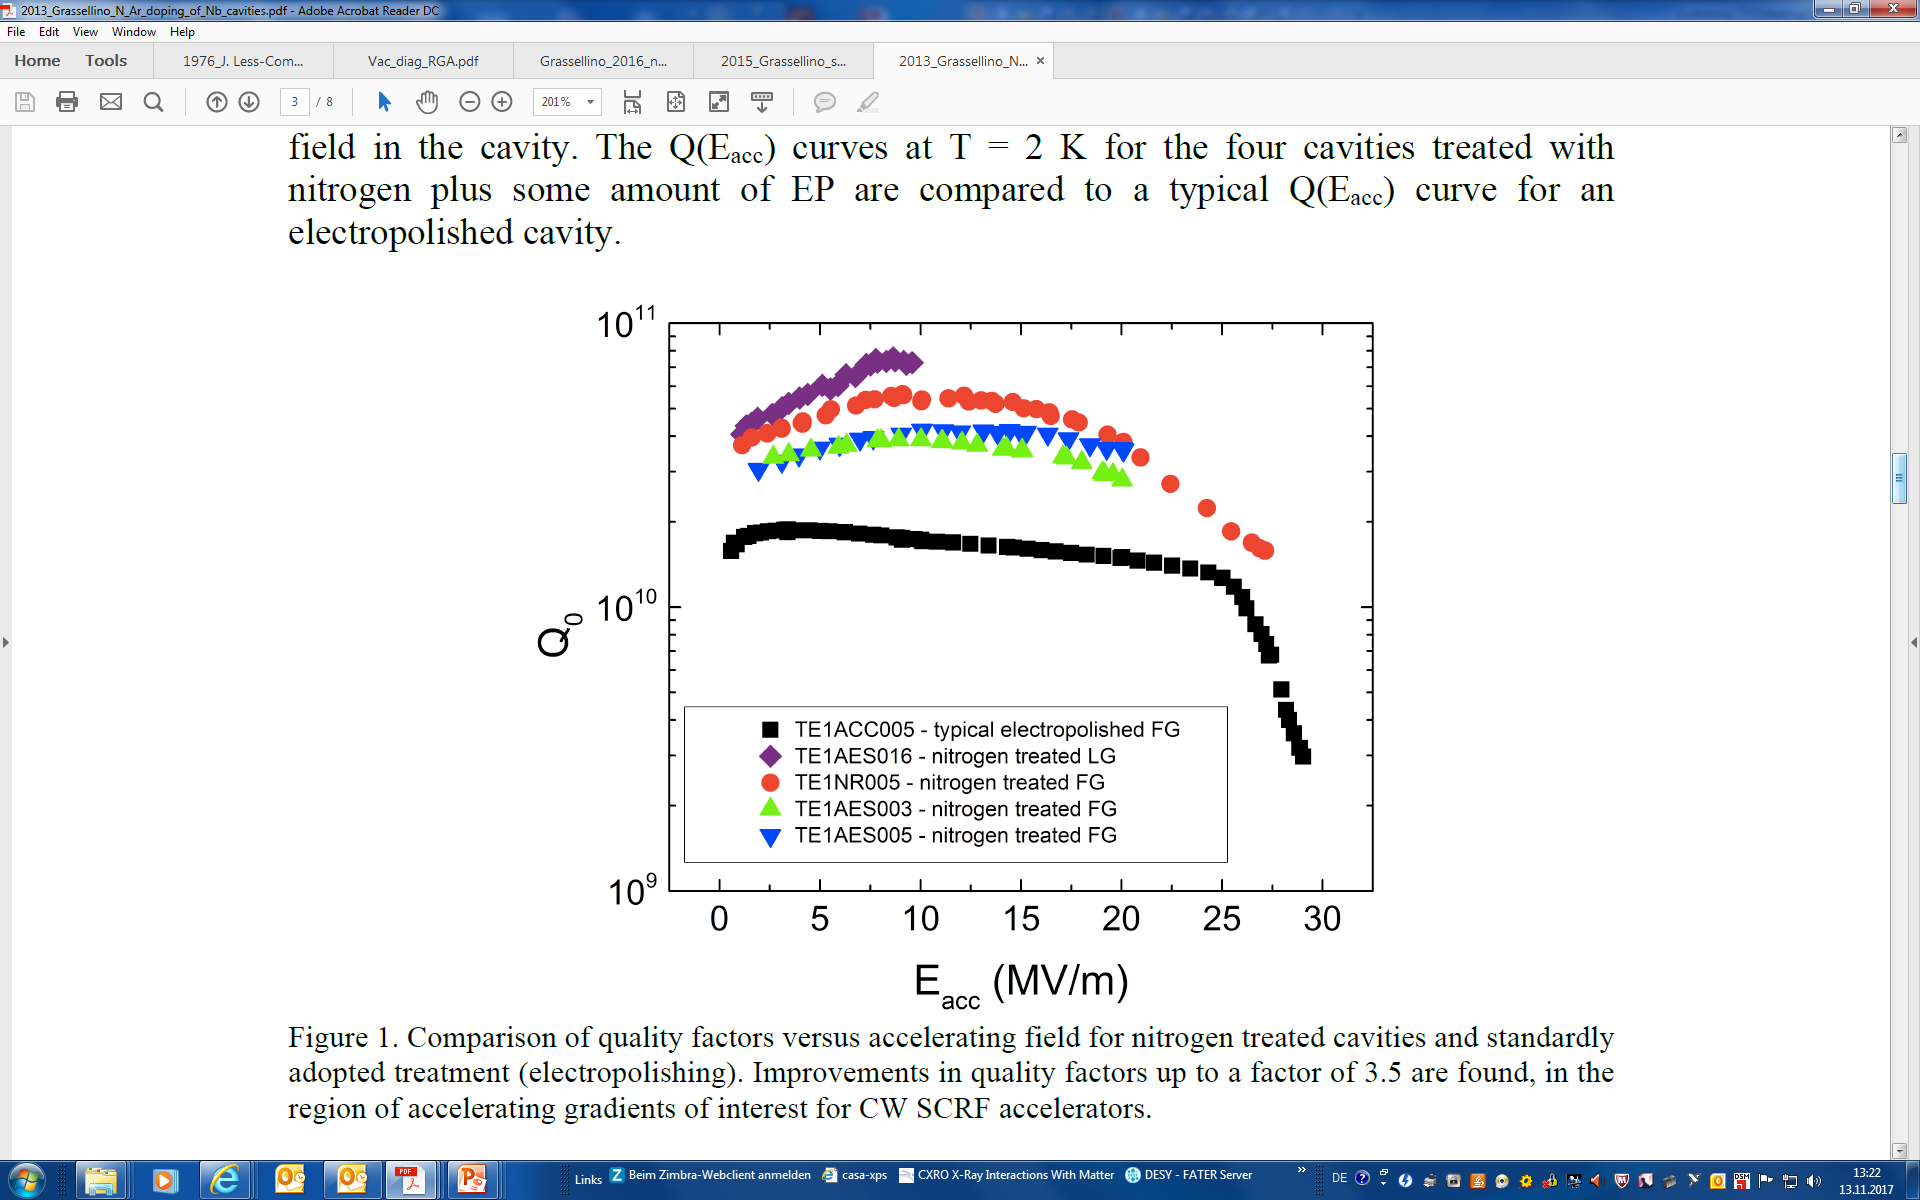 2013_Grassellino_N_Ar_doping_of_Nb_cavities.pdf - Adobe Acrobat Reader DC
File Edit View Window Help
Home Tools 1976_J. Less-Com... Vac_diag_RGA.pdf Grassellino_2016_n... 2015_Grassellino_s... 2013_Grassellino_N...
3 / 8 201%
field in the cavity. The Q(Eacc) curves at T = 2 K for the four cavities treated with
nitrogen plus some amount of EP are compared to a typical Q(Eacc) curve for an
electropolished cavity.
10^11
10^10
10^9
Q0
TE1ACC005 - typical electropolished FG
TE1AES016 - nitrogen treated LG
TE1NR005 - nitrogen treated FG
TE1AES003 - nitrogen treated FG
TE1AES005 - nitrogen treated FG
0 5 10 15 20 25 30
Eacc (MV/m)
Figure 1. Comparison of quality factors versus accelerating field for nitrogen treated cavities and standardly
adopted treatment (electropolishing). Improvements in quality factors up to a factor of 3.5 are found, in the
region of accelerating gradients of interest for CW SCRF accelerators.
Links Beim Zimbra-Webclient anmelden casa-xps CXRO X-Ray Interactions With Matter DESY - FATER Server » DE 13:22
13.11.2017